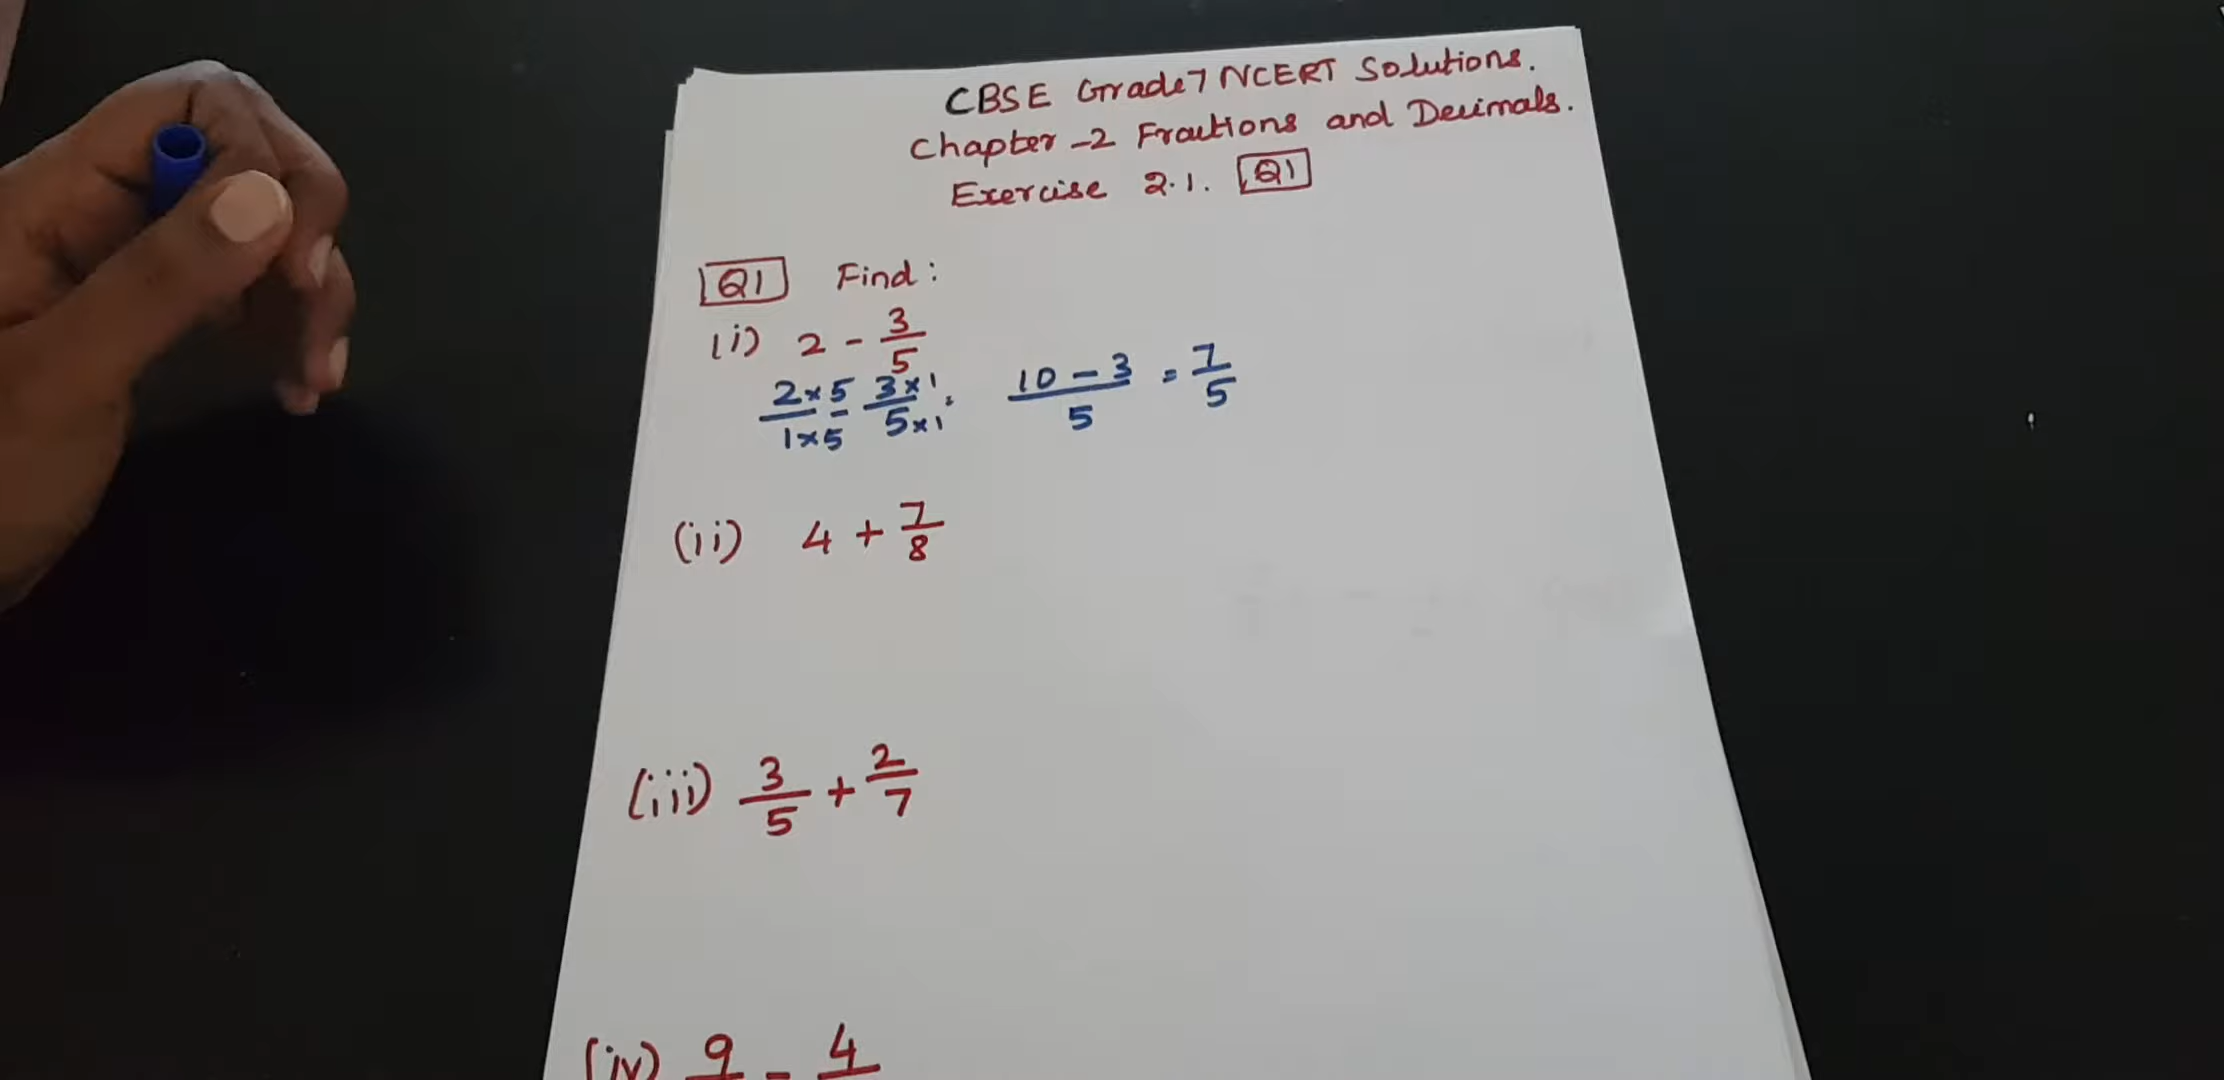 CBSE Grade 7 NCERT Solutions.
Chapter -2 Fractions and Decimals.
Exercise 2.1. Q1
Q1 Find :
(i) 2 - 3/5
2×5/1×5 - 3×1/5×1 = 10-3/5 = 7/5
(ii) 4 + 7/8
(iii) 3/5 + 2/7
(iv) 9 - 4